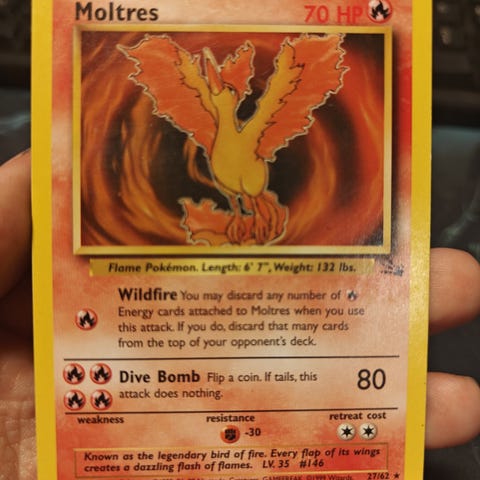 Moltres 70 HP
Flame Pokémon. Length: 6' 7", Weight: 132 lbs.
Wildfire You may discard any number of
Energy cards attached to Moltres when you use
this attack. If you do, discard that many cards
from the top of your opponent's deck.
Dive Bomb Flip a coin. If tails, this
attack does nothing.
80
weakness resistance retreat cost
-30
Known as the legendary bird of fire. Every flap of its wings
creates a dazzling flash of flames. LV. 35 #146
GAMEFREAK. ©1999 Wizards. 27/62